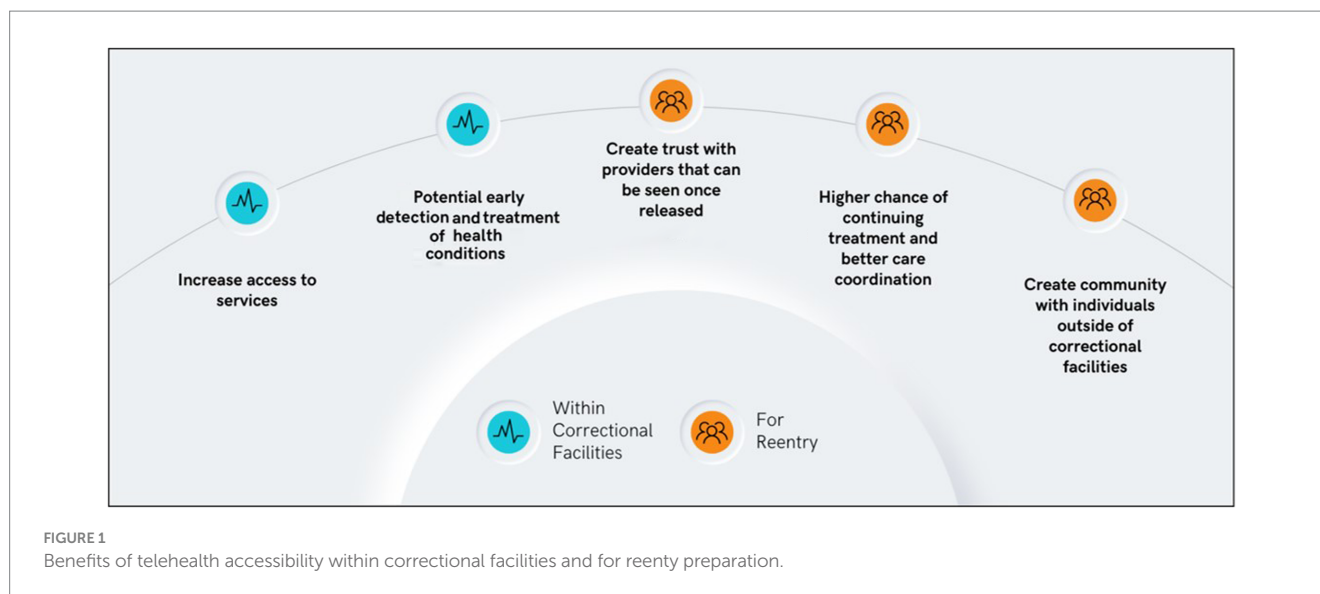 Increase access to
services
Potential early
detection and treatment
of health
conditions
Create trust with
providers that can
be seen once
released
Higher chance of
continuing
treatment and
better care
coordination
Create community
with individuals
outside of
correctional
facilities
Within
Correctional
Facilities
For
Reentry
FIGURE 1
Benefits of telehealth accessibility within correctional facilities and for reenty preparation.